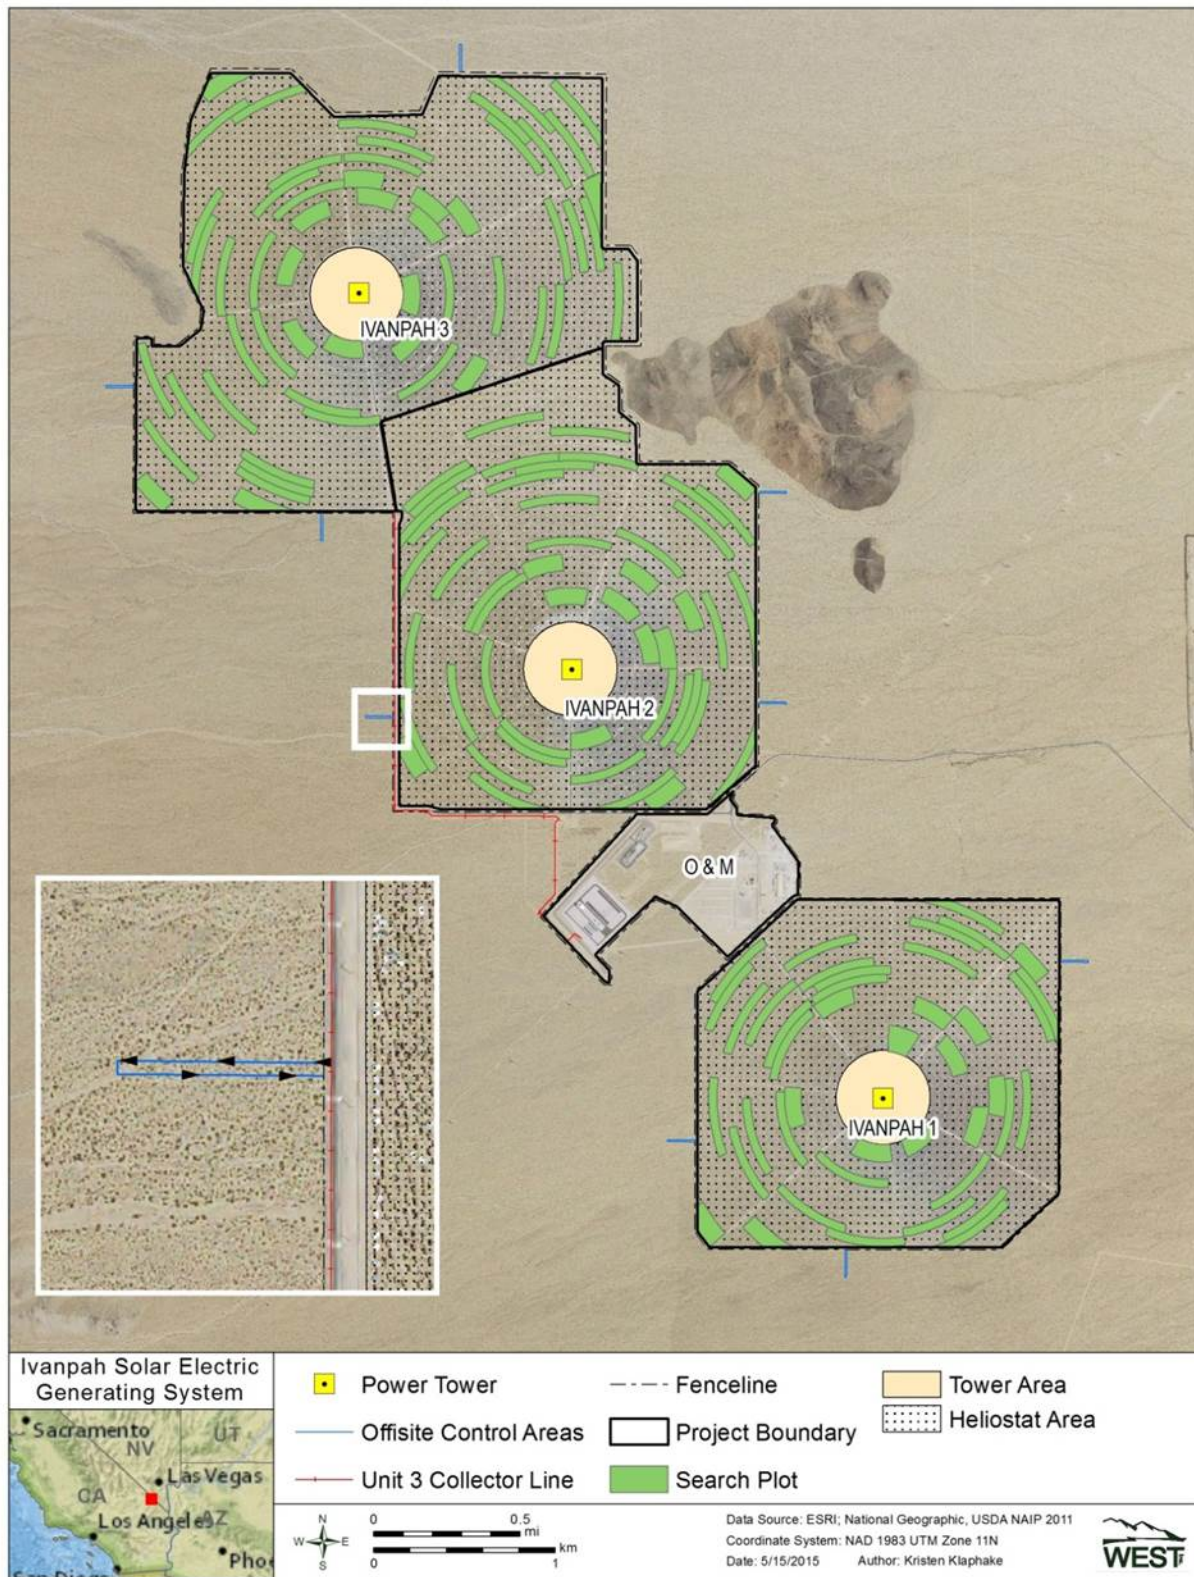 IVANPAH 3
IVANPAH 2
O & M
IVANPAH 1
Ivanpah Solar Electric
Generating System
Sacramento
NV
UT
Las Vegas
CA
Los Angeles
AZ
Power Tower
Offisite Control Areas
Unit 3 Collector Line
Fenceline
Project Boundary
Search Plot
Tower Area
Heliostat Area
N
W E
S
0 0.5
mi
km
0 1
Data Source: ESRI; National Geographic, USDA NAIP 2011
Coordinate System: NAD 1983 UTM Zone 11N
Date: 5/15/2015 Author: Kristen Klaphake
WEST